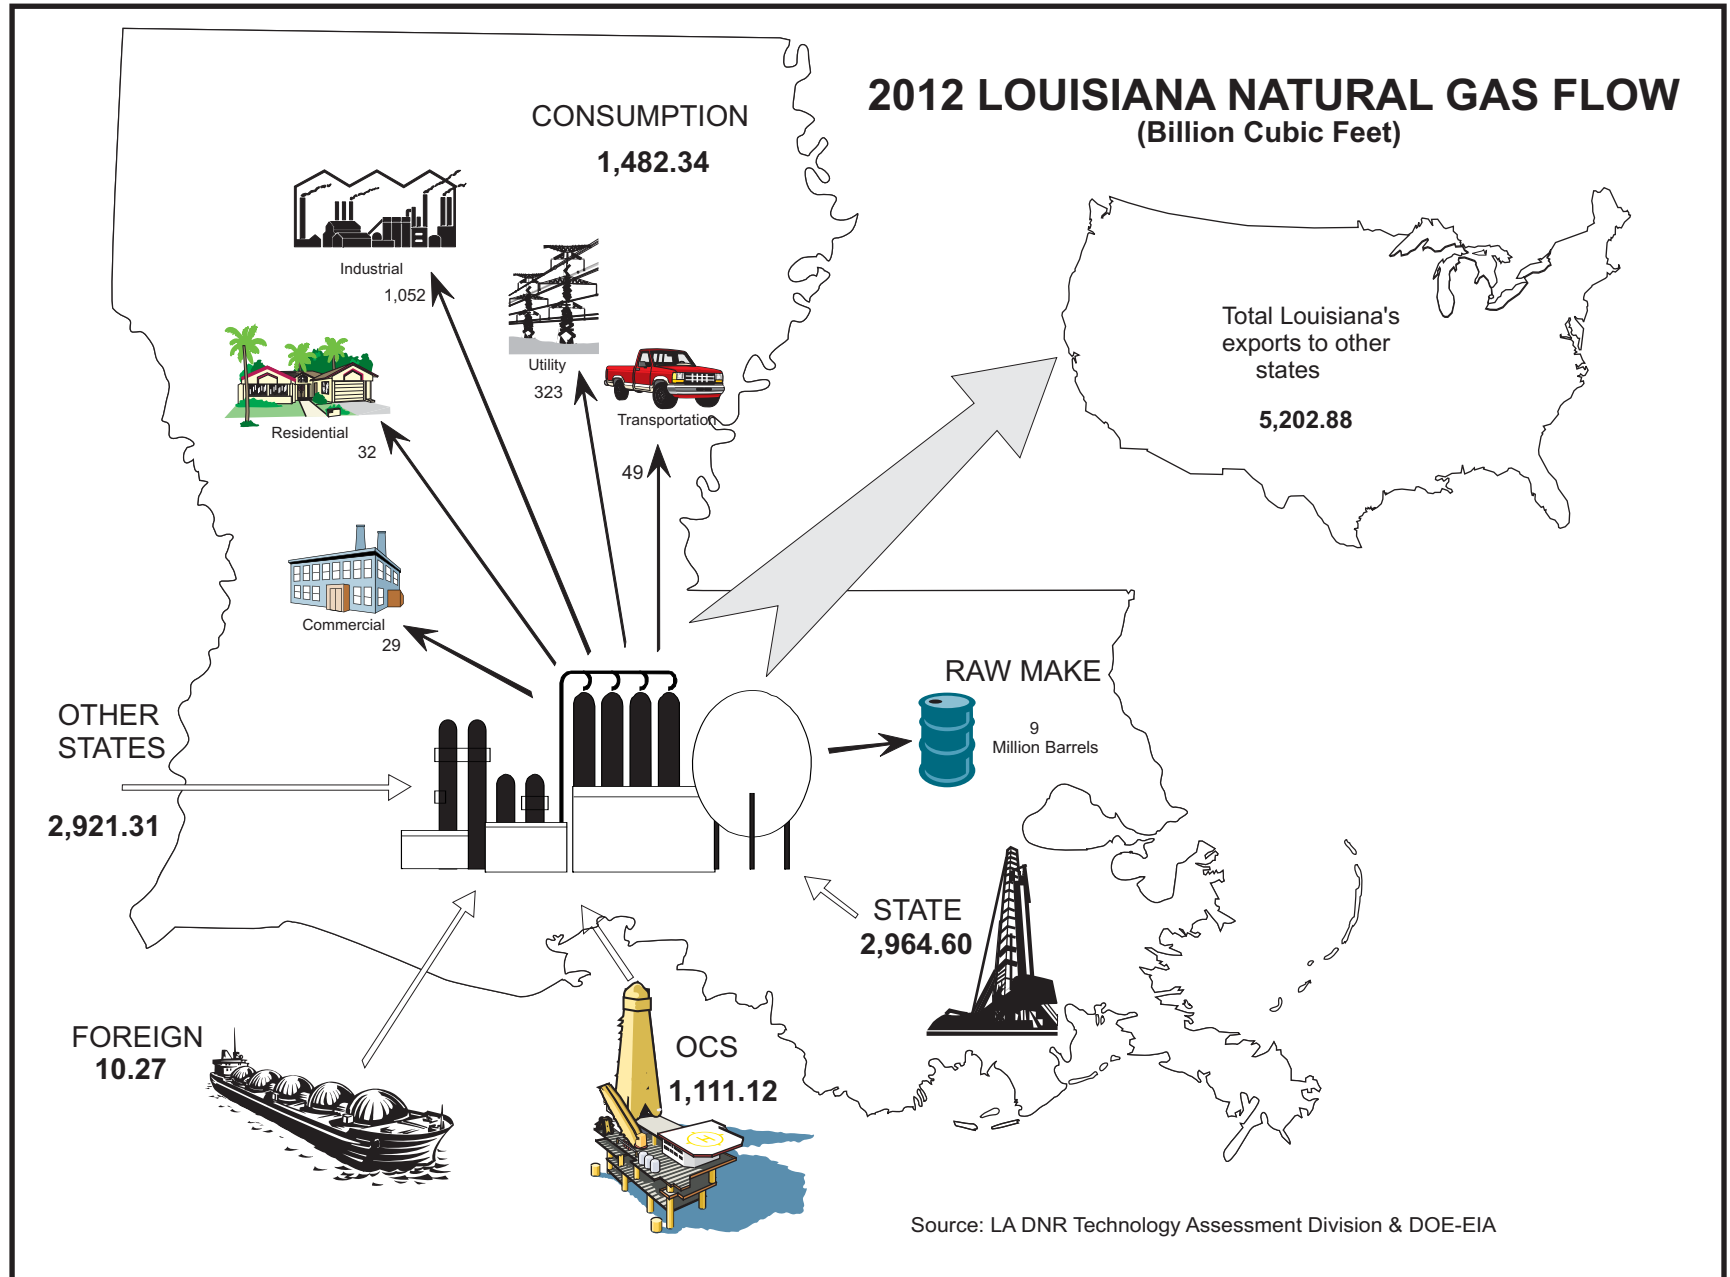 2012 LOUISIANA NATURAL GAS FLOW
(Billion Cubic Feet)
CONSUMPTION
1,482.34
Industrial
1,052
Utility
323
Transportation
49
Residential
32
Commercial
29
Total Louisiana's
exports to other
states
5,202.88
OTHER
STATES
2,921.31
RAW MAKE
9
Million Barrels
STATE
2,964.60
FOREIGN
10.27
OCS
1,111.12
H
Source: LA DNR Technology Assessment Division & DOE-EIA